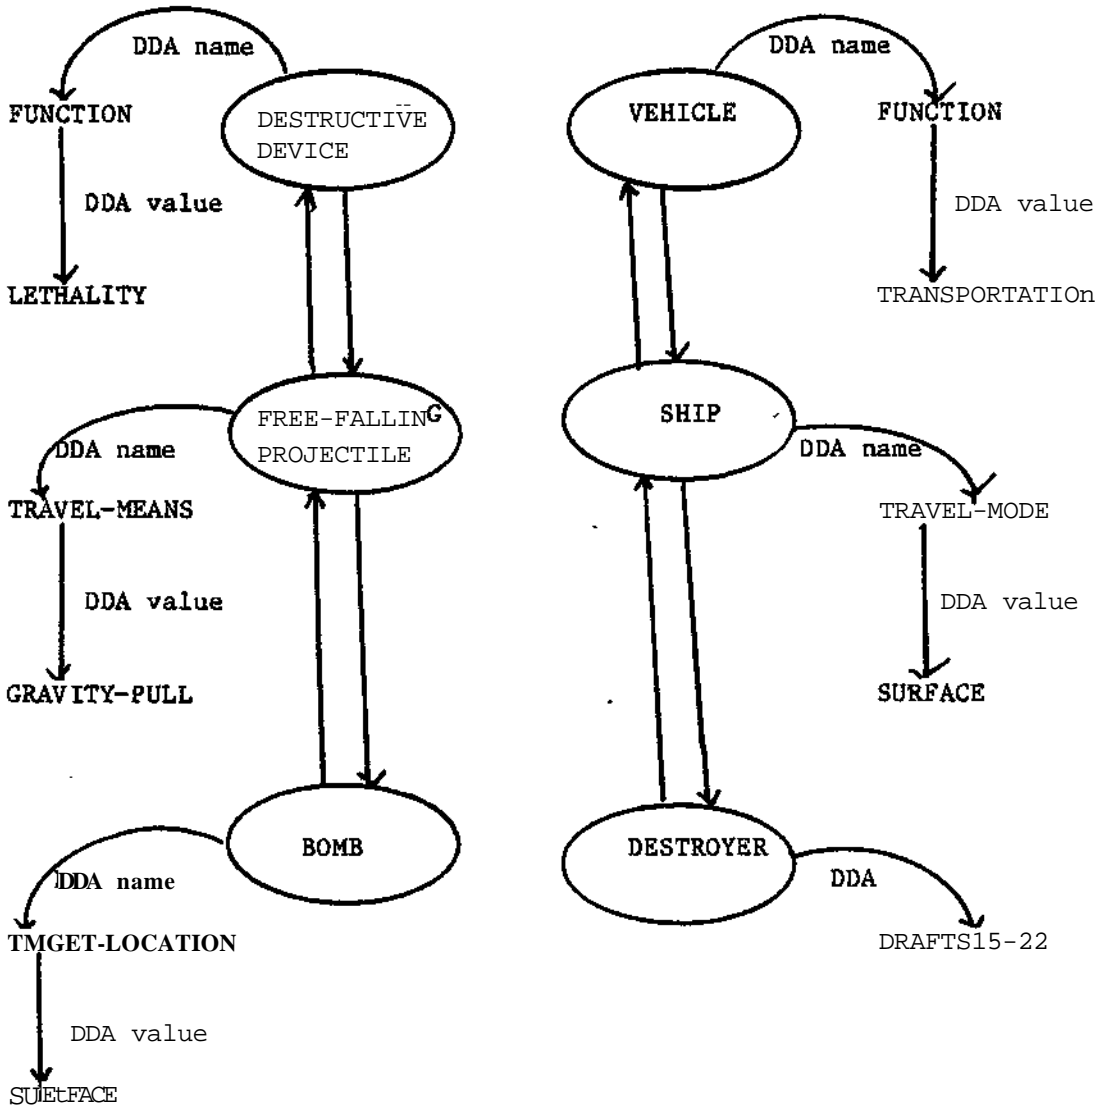 DDA name
FUNCTION
DESTRUCTIVE
DEVICE
DDA value
LETHALITY
FREE-FALLING
PROJECTILE
DDA name
TRAVEL-MEANS
DDA value
GRAVITY-PULL
BOMB
DDA name
TMGET-LOCATION
DDA value
SUEtFACE
DDA name
VEHICLE
FUNCTION
DDA value
TRANSPORTATIOn
SHIP
DDA name
TRAVEL-MODE
DDA value
SURFACE
DESTROYER
DDA
DRAFTS15-22